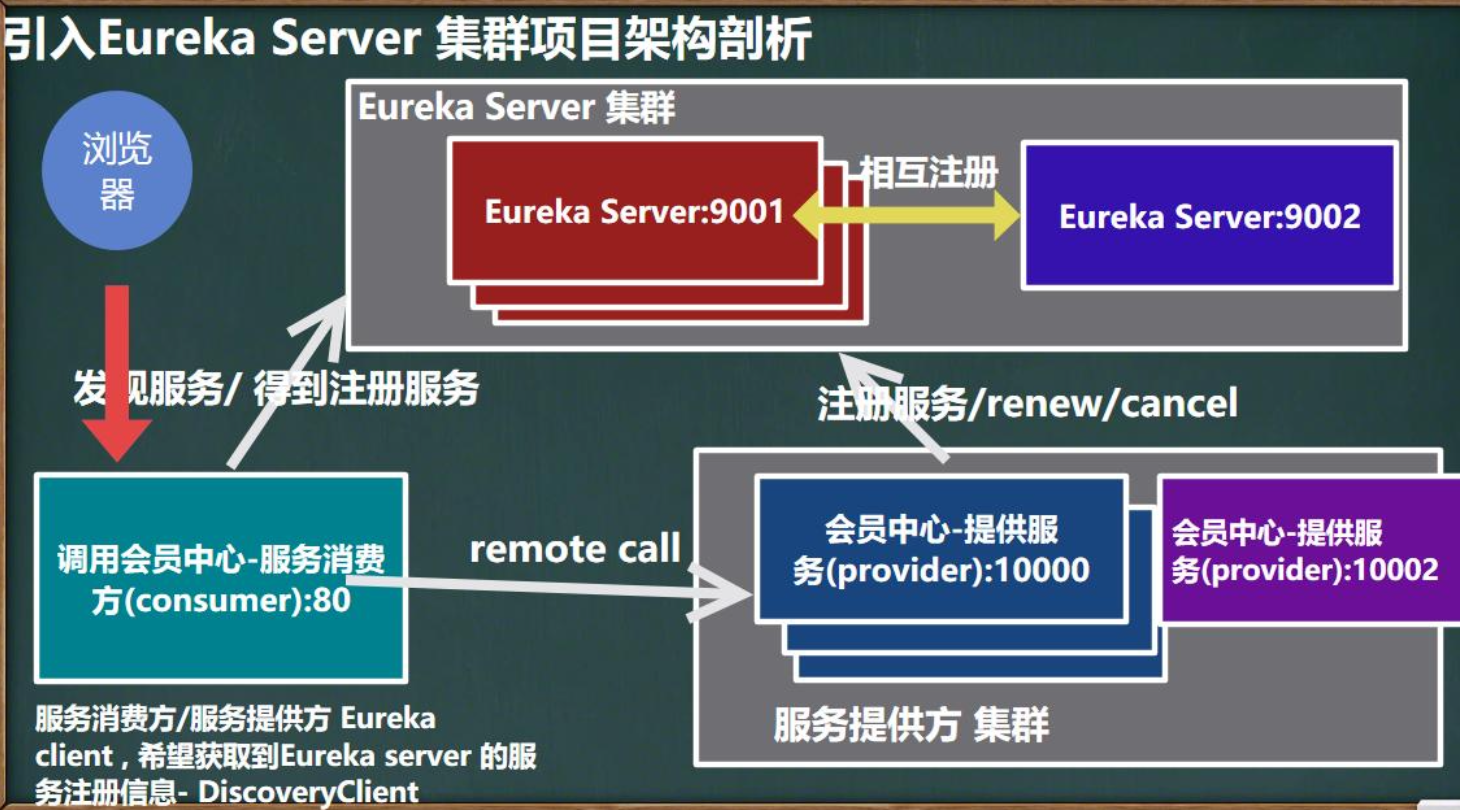 引入Eureka Server 集群项目架构剖析
浏览
器
Eureka Server 集群
Eureka Server:9001
相互注册
Eureka Server:9002
发现服务/ 得到注册服务
注册服务/renew/cancel
调用会员中心-服务消费
方(consumer):80
remote call
会员中心-提供服
务(provider):10000
会员中心-提供服
务(provider):10002
服务提供方 集群
服务消费方/服务提供方 Eureka
client , 希望获取到Eureka server 的服
务注册信息- DiscoveryClient